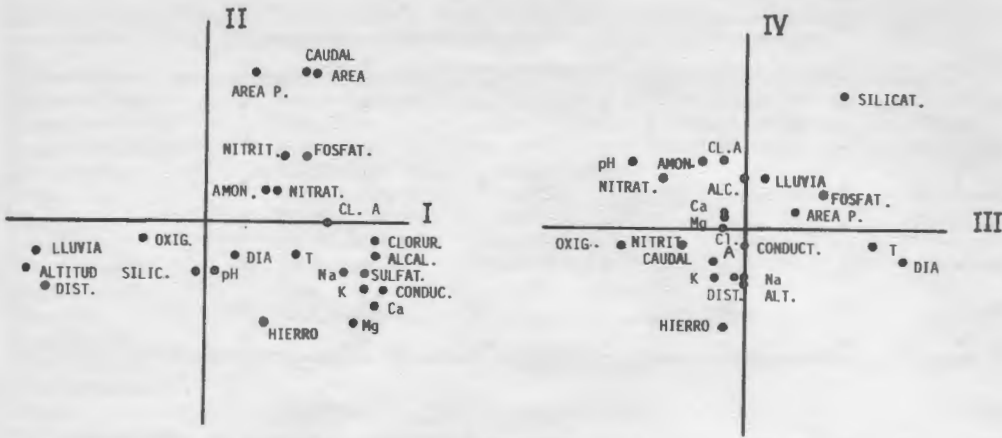 II
CAUDAL
AREA
AREA P.
NITRIT. FOSFAT.
AMON. NITRAT.
CL. A
I
CLORUR.
OXIG.
LLUVIA
DIA T
ALCAL.
ALTITUD
SILIC. pH
Na SULFAT.
DIST.
K CONDUC.
Ca
HIERRO
Mg
IV
SILICAT.
CL.A
pH AMON.
NITRAT. ALC. LLUVIA
FOSFAT.
Ca
AREA P.
Mg
III
OXIG. NITRIT. Cl. CONDUCT. T
CAUDAL A
DIA
K Na
DIST. ALT.
HIERRO